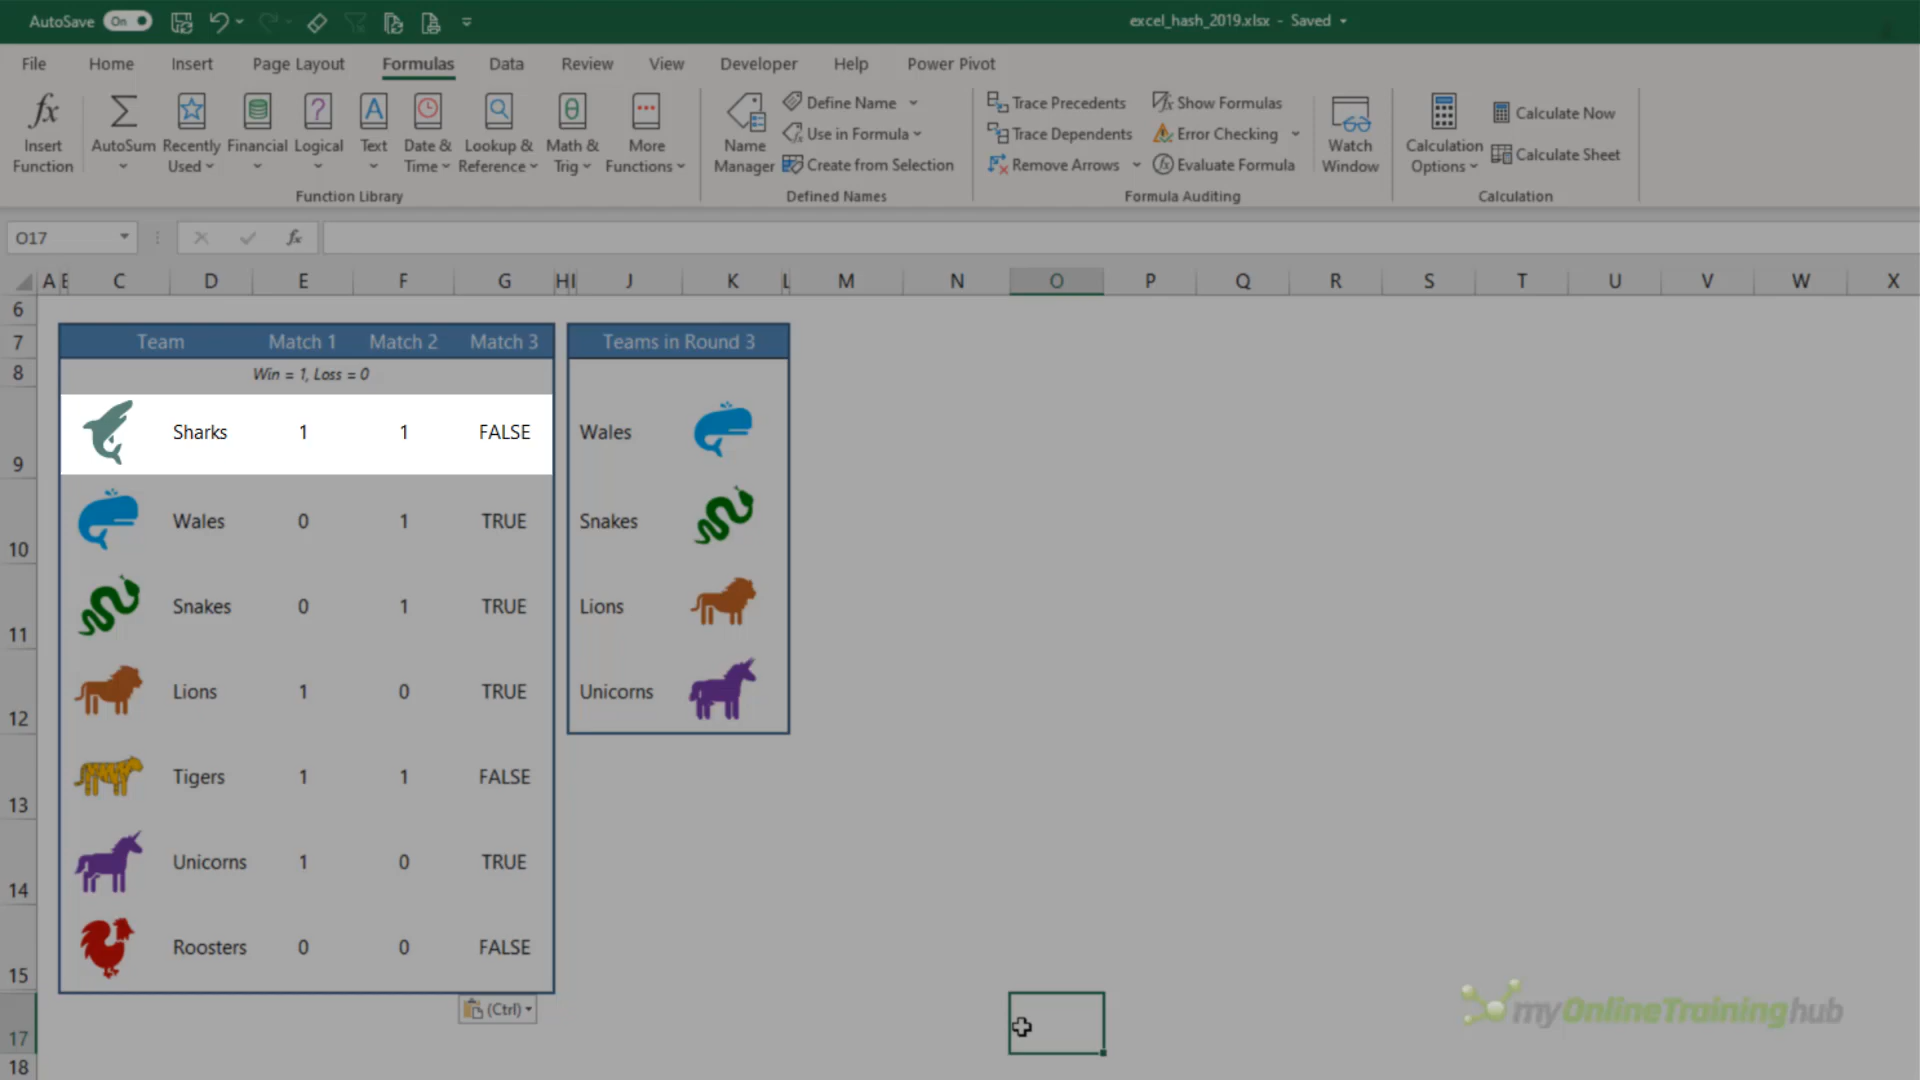 AutoSave On excel_hash_2019.xlsx - Saved
File Home Insert Page Layout Formulas Data Review View Developer Help Power Pivot
fx Insert Function
AutoSum
Recently Used
Financial
Logical
Text
Date & Time
Lookup & Reference
Math & Trig
More Functions
Function Library
Name Manager
Define Name
Use in Formula
Create from Selection
Defined Names
Trace Precedents
Trace Dependents
Remove Arrows
Show Formulas
Error Checking
Evaluate Formula
Formula Auditing
Watch Window
Calculation Options
Calculate Now
Calculate Sheet
Calculation
O17 fx
A C D E F G H I J K L M N O P Q R S T U V W X
6
7 Team Match 1 Match 2 Match 3 Teams in Round 3
8 Win = 1, Loss = 0
9 Sharks 1 1 FALSE Wales
10 Wales 0 1 TRUE Snakes
11 Snakes 0 1 TRUE Lions
12 Lions 1 0 TRUE Unicorns
13 Tigers 1 1 FALSE
14 Unicorns 1 0 TRUE
15 Roosters 0 0 FALSE
(Ctrl)
17
18
myOnlineTraininghub